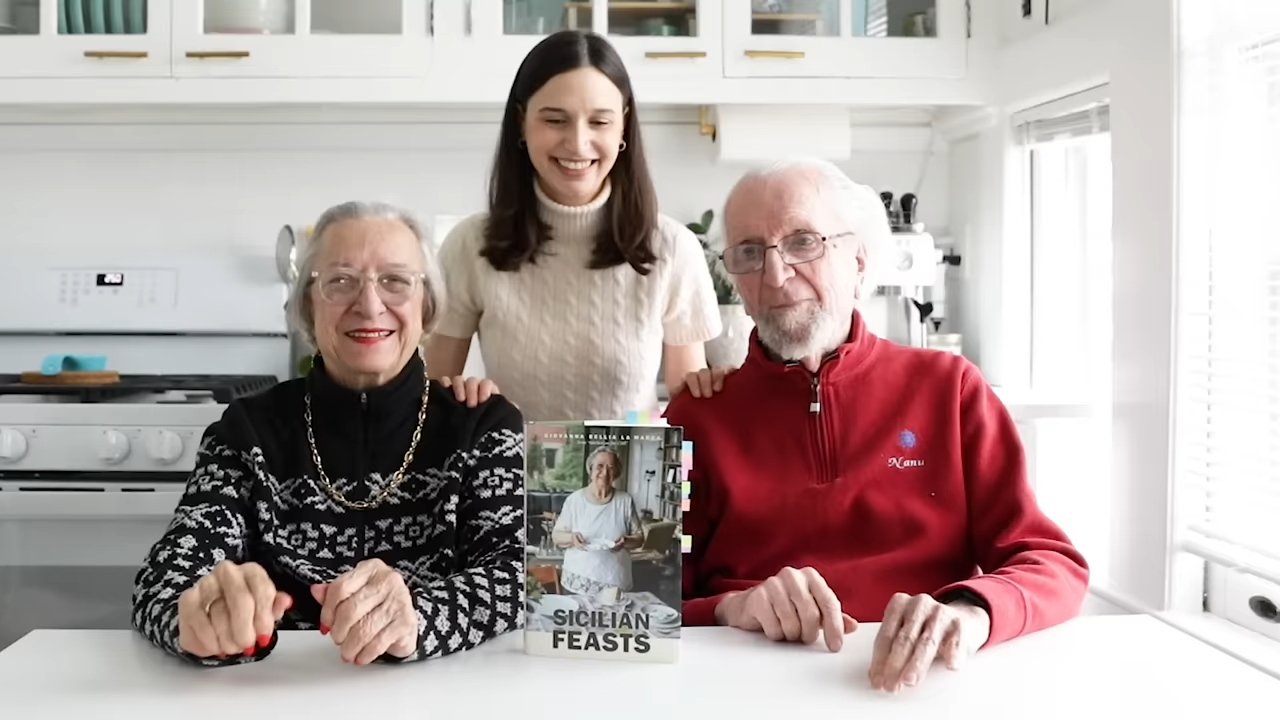 GIOVANNA BELLIA LA MARCA
Nanu
SICILIAN
FEASTS